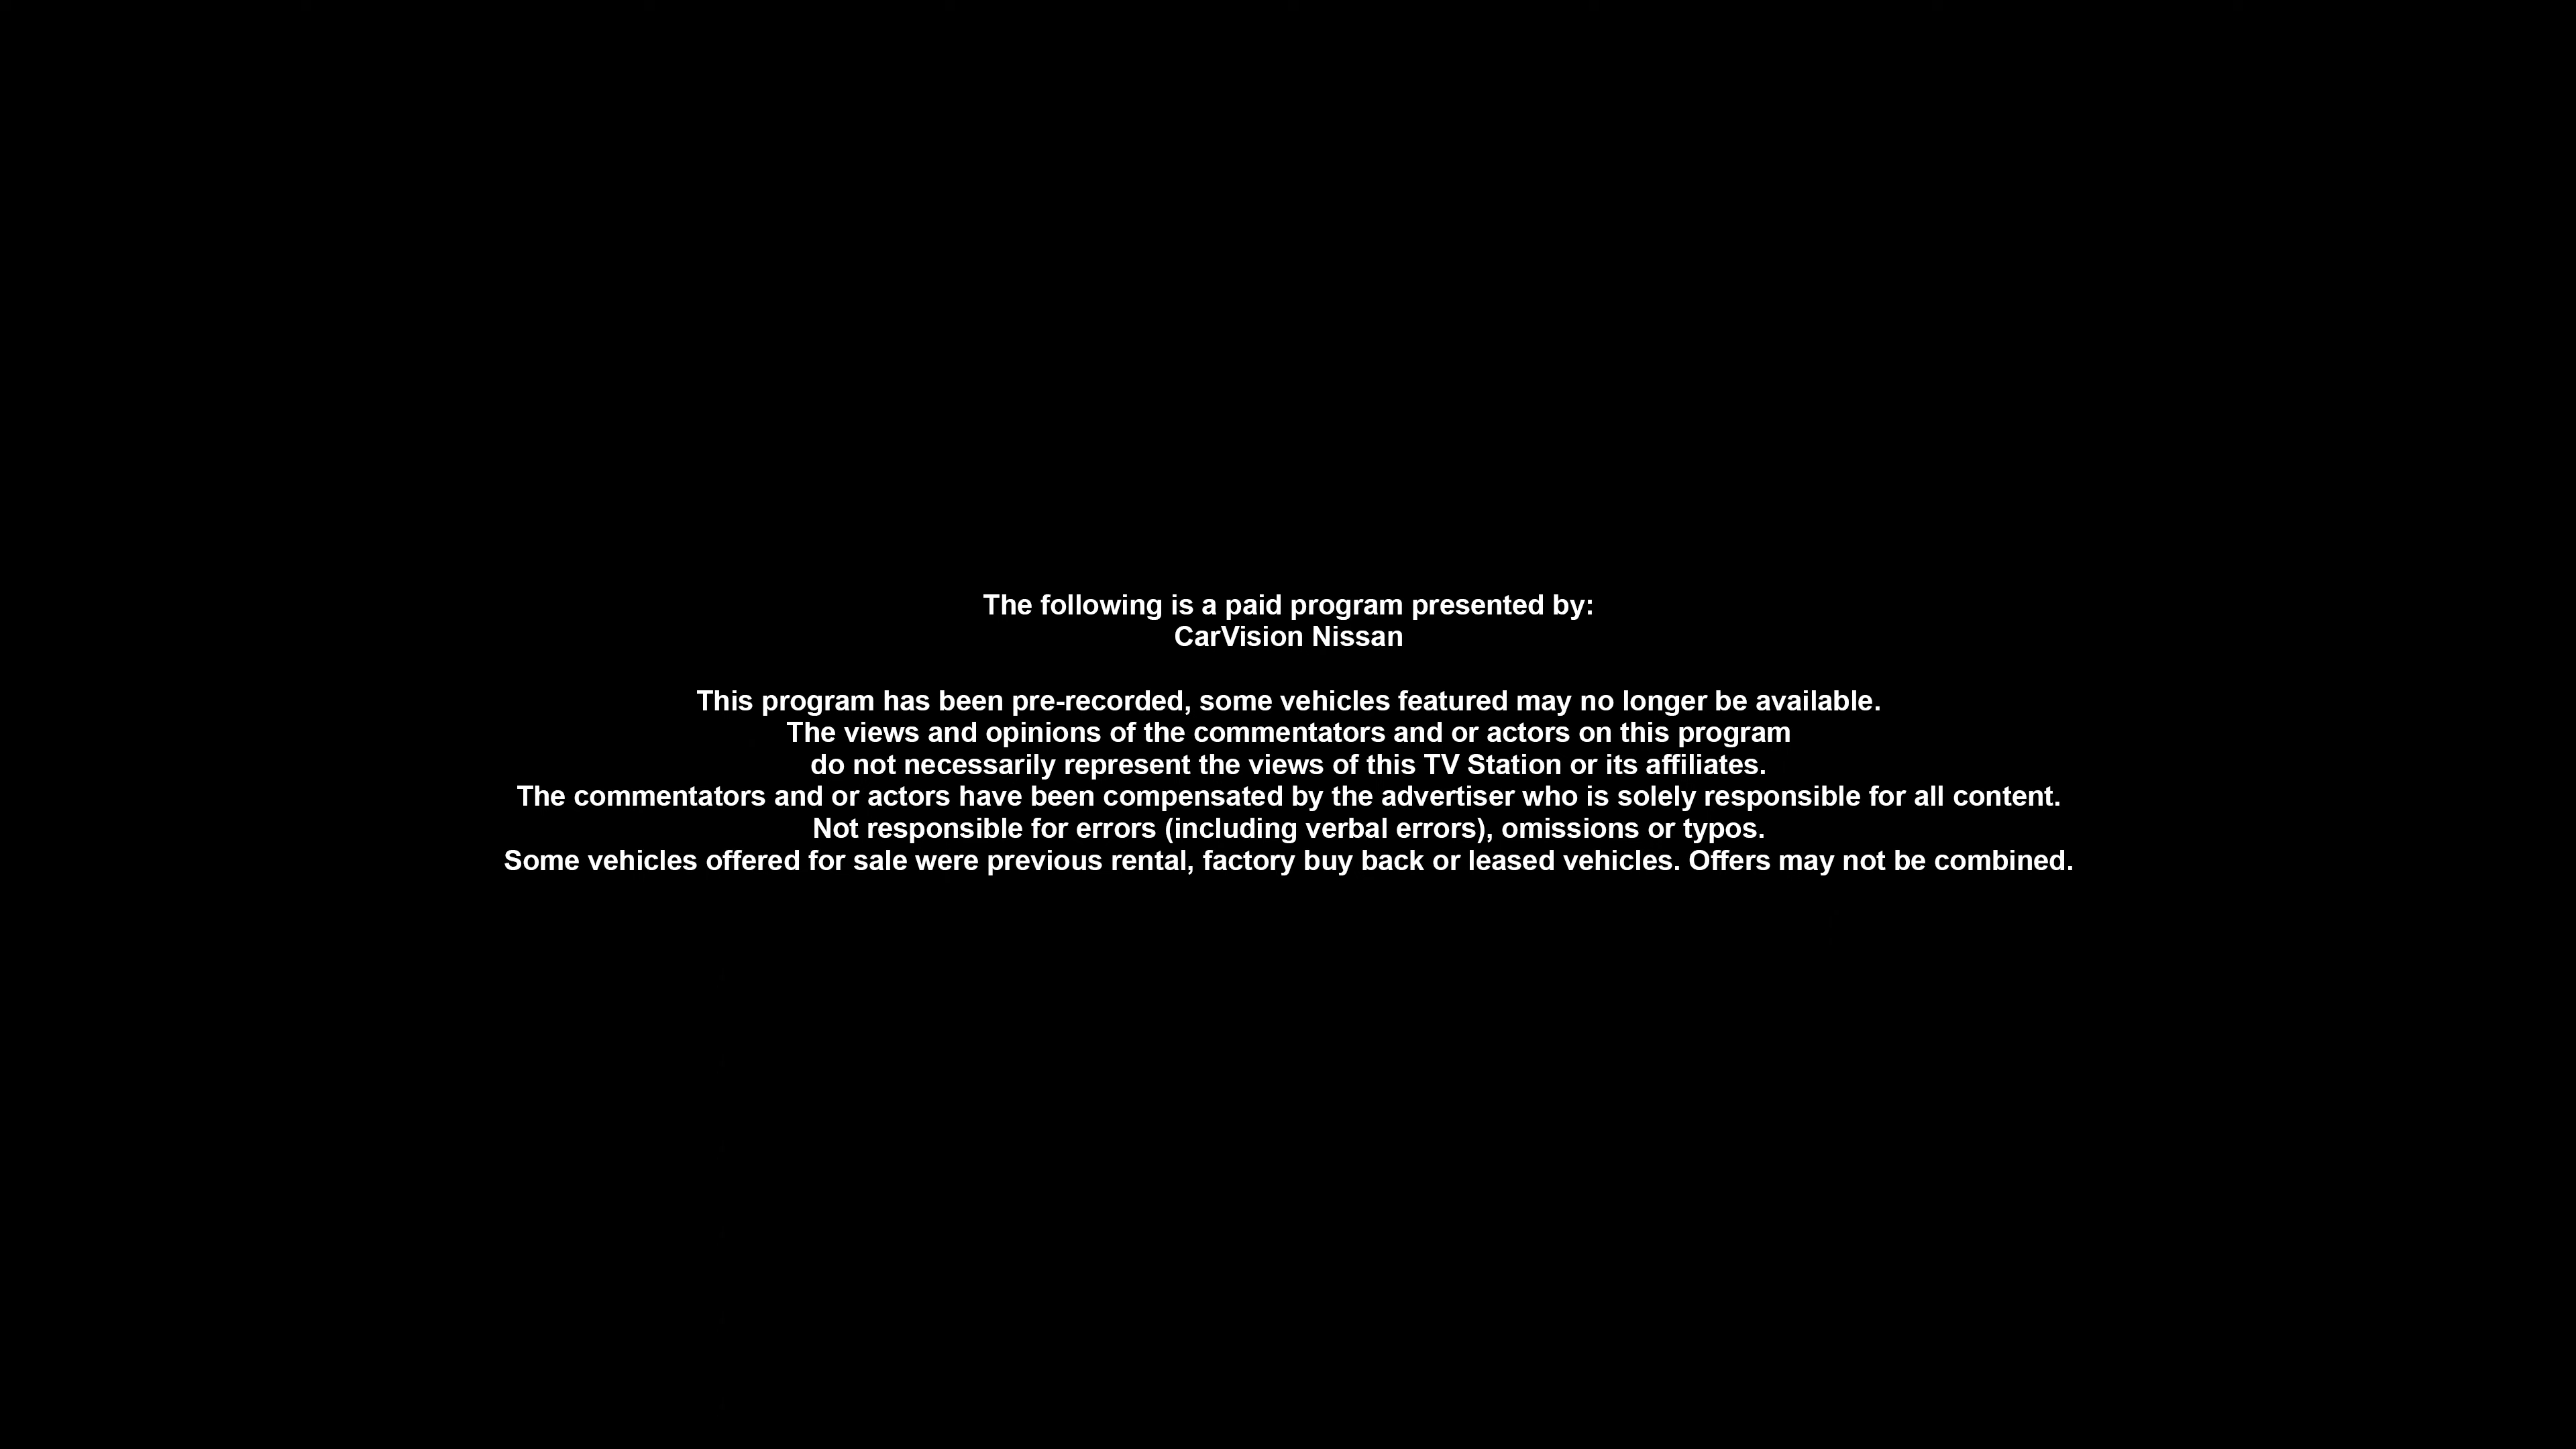 The following is a paid program presented by:
CarVision Nissan
This program has been pre-recorded, some vehicles featured may no longer be available.
The views and opinions of the commentators and or actors on this program
do not necessarily represent the views of this TV Station or its affiliates.
The commentators and or actors have been compensated by the advertiser who is solely responsible for all content.
Not responsible for errors (including verbal errors), omissions or typos.
Some vehicles offered for sale were previous rental, factory buy back or leased vehicles. Offers may not be combined.